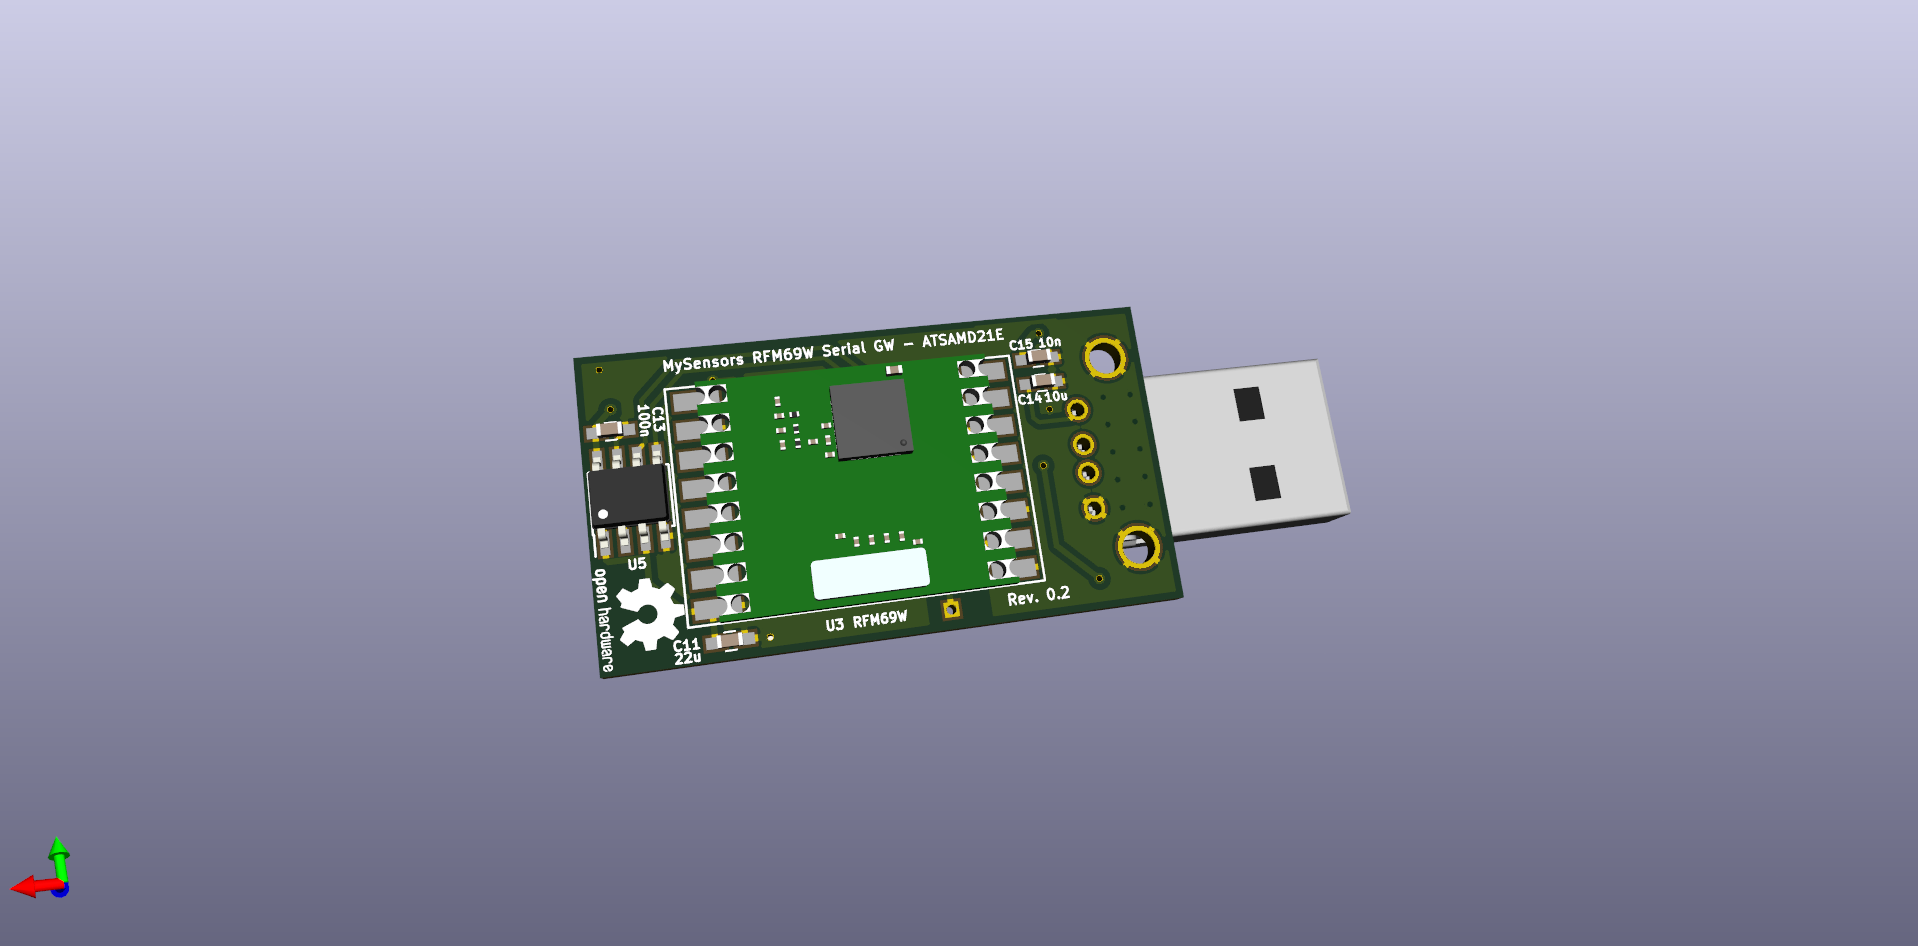 MySensors RFM69W Serial GW - ATSAMD21E
C15 10n
C14 10u
C13
100n
U5
open hardware
C11
22u
U3 RFM69W
Rev. 0.2